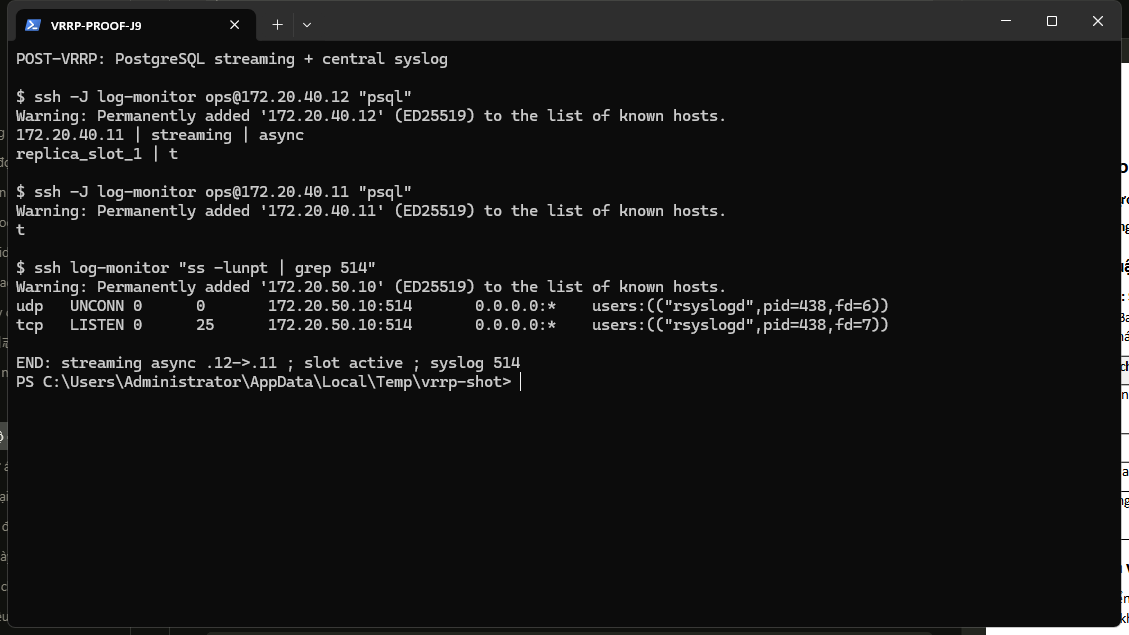 VRRP-PROOF-J9
POST-VRRP: PostgreSQL streaming + central syslog
$ ssh -J log-monitor ops@172.20.40.12 "psql"
Warning: Permanently added '172.20.40.12' (ED25519) to the list of known hosts.
172.20.40.11 | streaming | async
replica_slot_1 | t
$ ssh -J log-monitor ops@172.20.40.11 "psql"
Warning: Permanently added '172.20.40.11' (ED25519) to the list of known hosts.
t
$ ssh log-monitor "ss -lunpt | grep 514"
Warning: Permanently added '172.20.50.10' (ED25519) to the list of known hosts.
udp   UNCONN 0      0       172.20.50.10:514       0.0.0.0:*    users:(("rsyslogd",pid=438,fd=6))
tcp   LISTEN 0      25      172.20.50.10:514       0.0.0.0:*    users:(("rsyslogd",pid=438,fd=7))
END: streaming async .12->.11 ; slot active ; syslog 514
PS C:\Users\Administrator\AppData\Local\Temp\vrrp-shot>